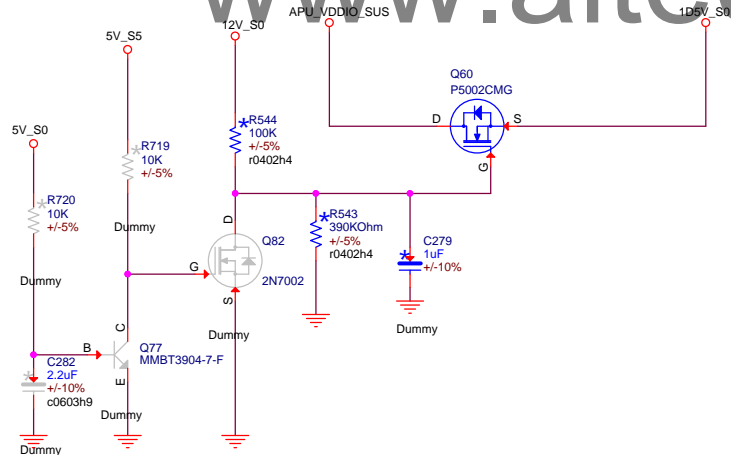 www.alte
APU_VDDIO_SUS
1D5V_S0
12V_S0
5V_S5
5V_S0
Q60
P5002CMG
D
S
G
*R544
100K
+/-5%
r0402h4
*R719
10K
+/-5%
Dummy
*R720
10K
+/-5%
Dummy
D
Q82
G
2N7002
S
Dummy
*R543
390KOhm
+/-5%
r0402h4
*
C279
1uF
+/-10%
Dummy
C
B
Q77
MMBT3904-7-F
E
Dummy
*
C282
2.2uF
+/-10%
c0603h9
Dummy